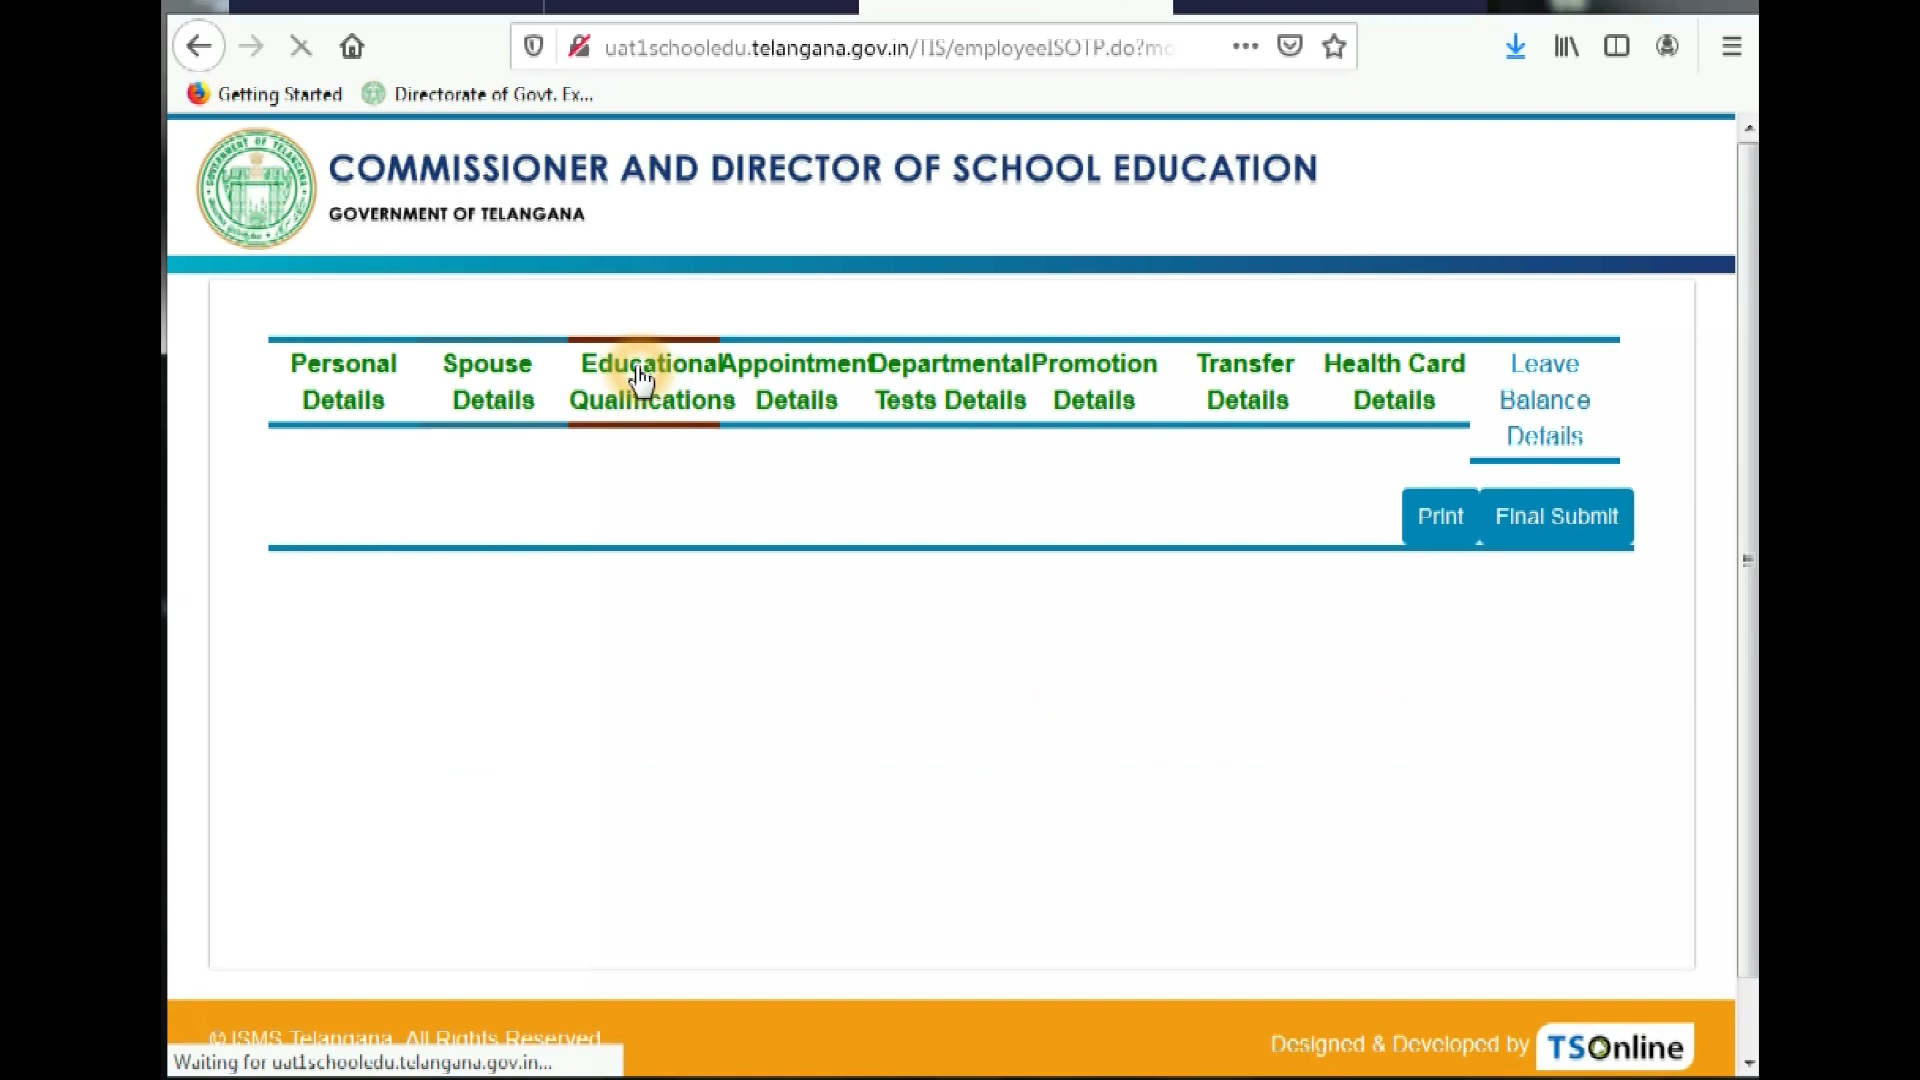 uat1schooledu.telangana.gov.in/TIS/employeeISOTP.do?mo
Getting Started Directorate of Govt. Ex...
COMMISSIONER AND DIRECTOR OF SCHOOL EDUCATION
GOVERNMENT OF TELANGANA
Personal Details
Spouse Details
Educational Qualifications
Appointment Details
Departmental Tests Details
Promotion Details
Transfer Details
Health Card Details
Leave Balance Details
Print Final Submit
© ISMS Telangana. All Rights Reserved
Designed & Developed by TSOnline
Waiting for uat1schooledu.telangana.gov.in...